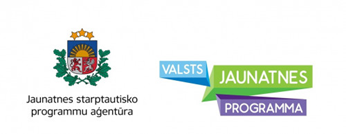 Jaunatnes starptautisko
programmu aģentūra
VALSTS
JAUNATNES
PROGRAMMA